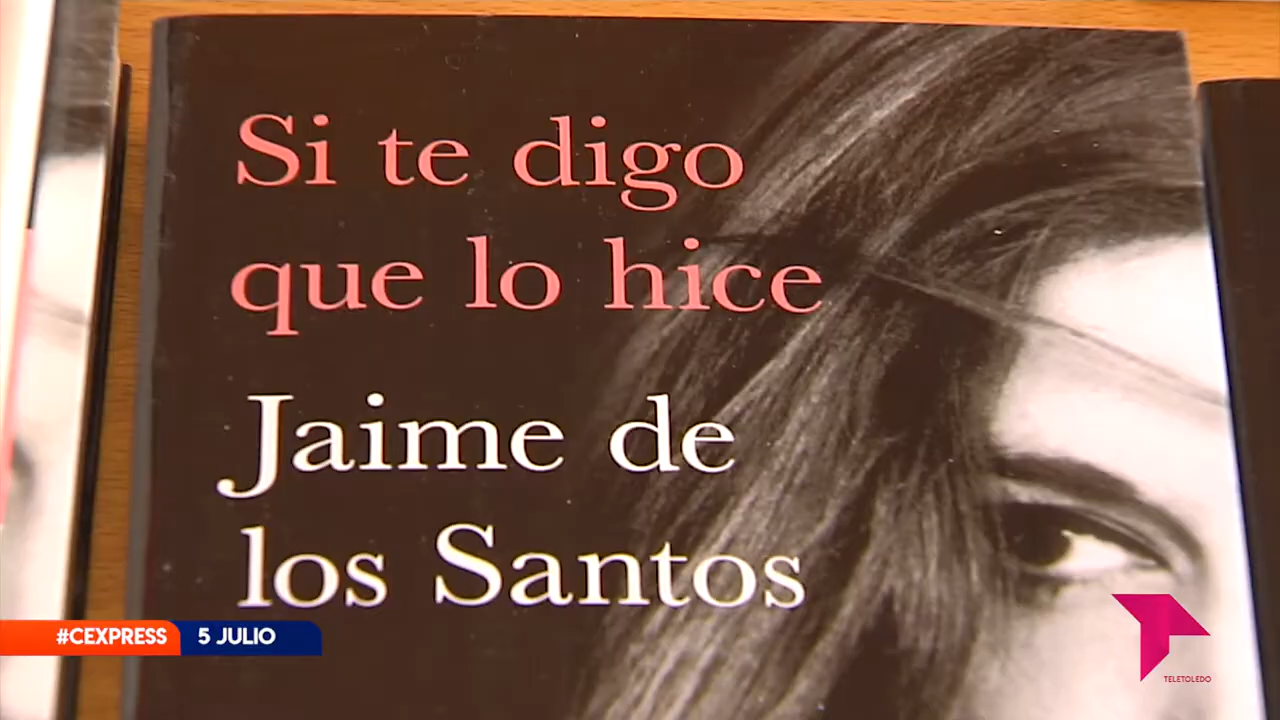 Si te digo
que lo hice
Jaime de
los Santos
#CEXPRESS 5 JULIO
TELETOLEDO